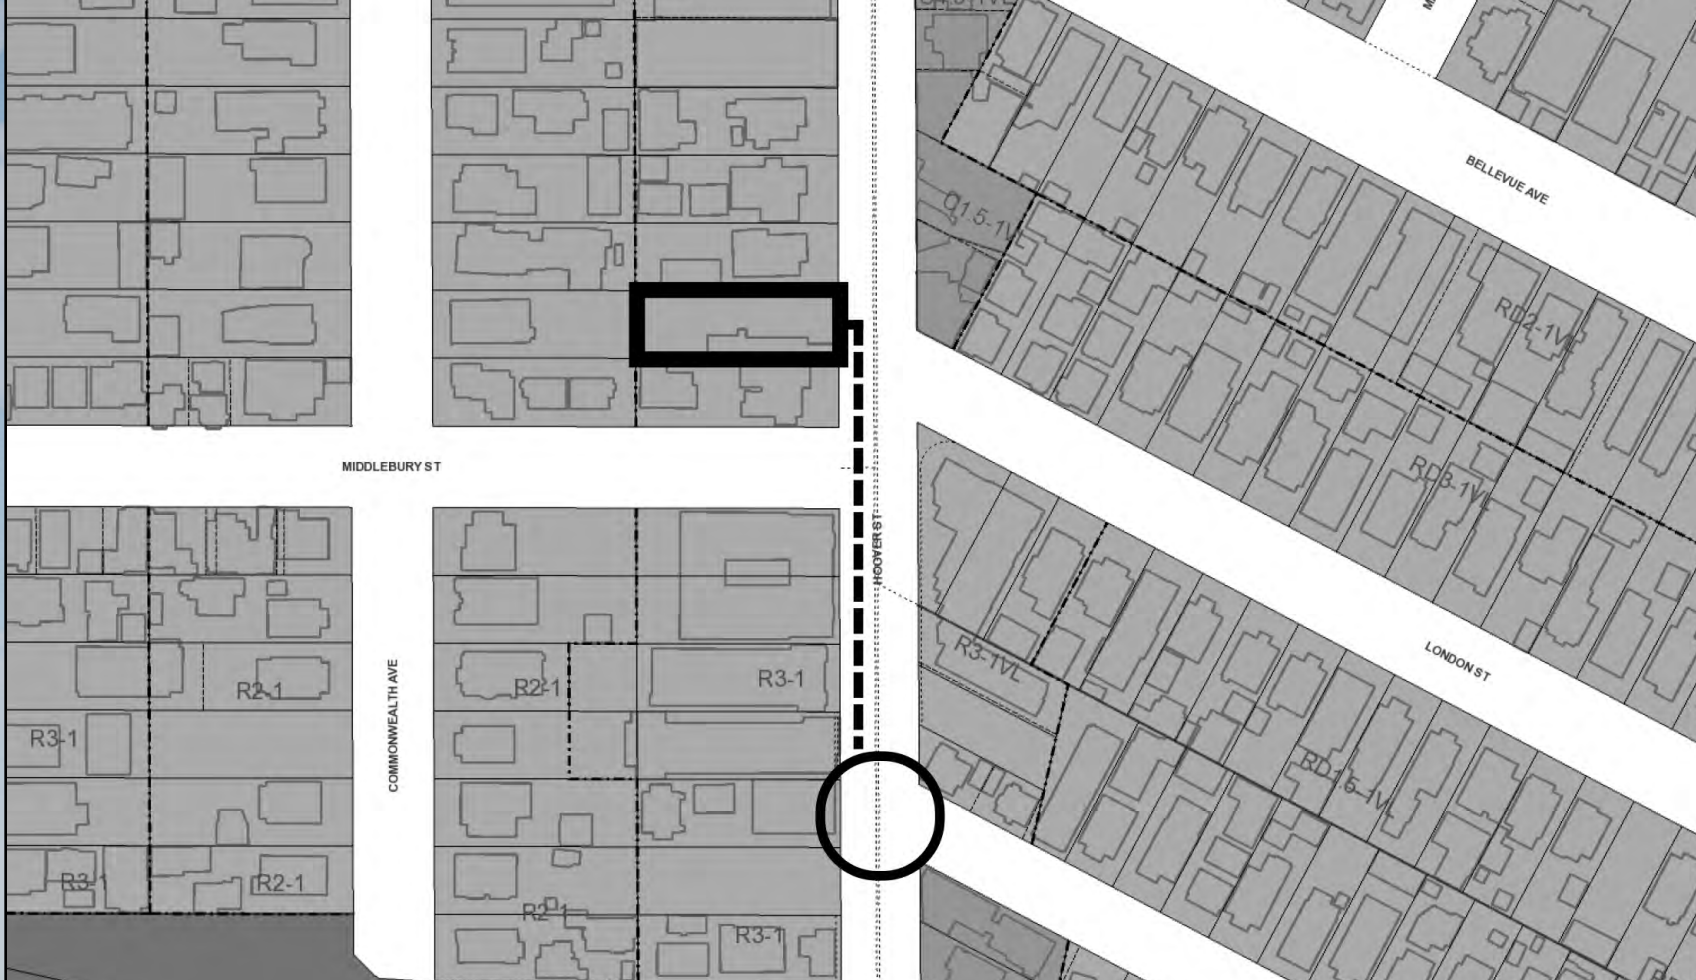 BELLEVUE AVE
C1.5-1V
RD2-1VL
MIDDLEBURY ST
RD3-1VL
HOOVER ST
R3-1VL
LONDON ST
COMMONWEALTH AVE
R2-1
R2-1
R3-1
R3-1
RD1.5-1VL
R3-1
R2-1
R2-1
R3-1